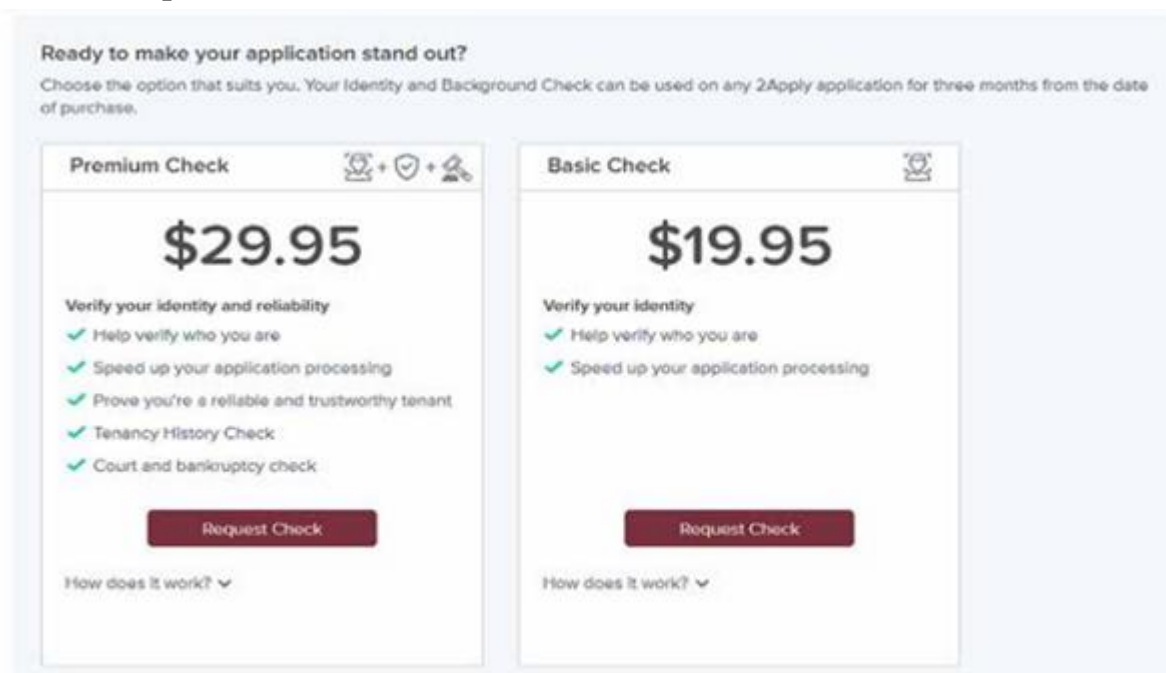 Ready to make your application stand out?
Choose the option that suits you. Your Identity and Background Check can be used on any 2Apply application for three months from the date
of purchase.
Premium Check
$29.95
Verify your identity and reliability
Help verify who you are
Speed up your application processing
Prove you're a reliable and trustworthy tenant
Tenancy History Check
Court and bankruptcy check
Request Check
How does it work?
Basic Check
$19.95
Verify your identity
Help verify who you are
Speed up your application processing
Request Check
How does it work?